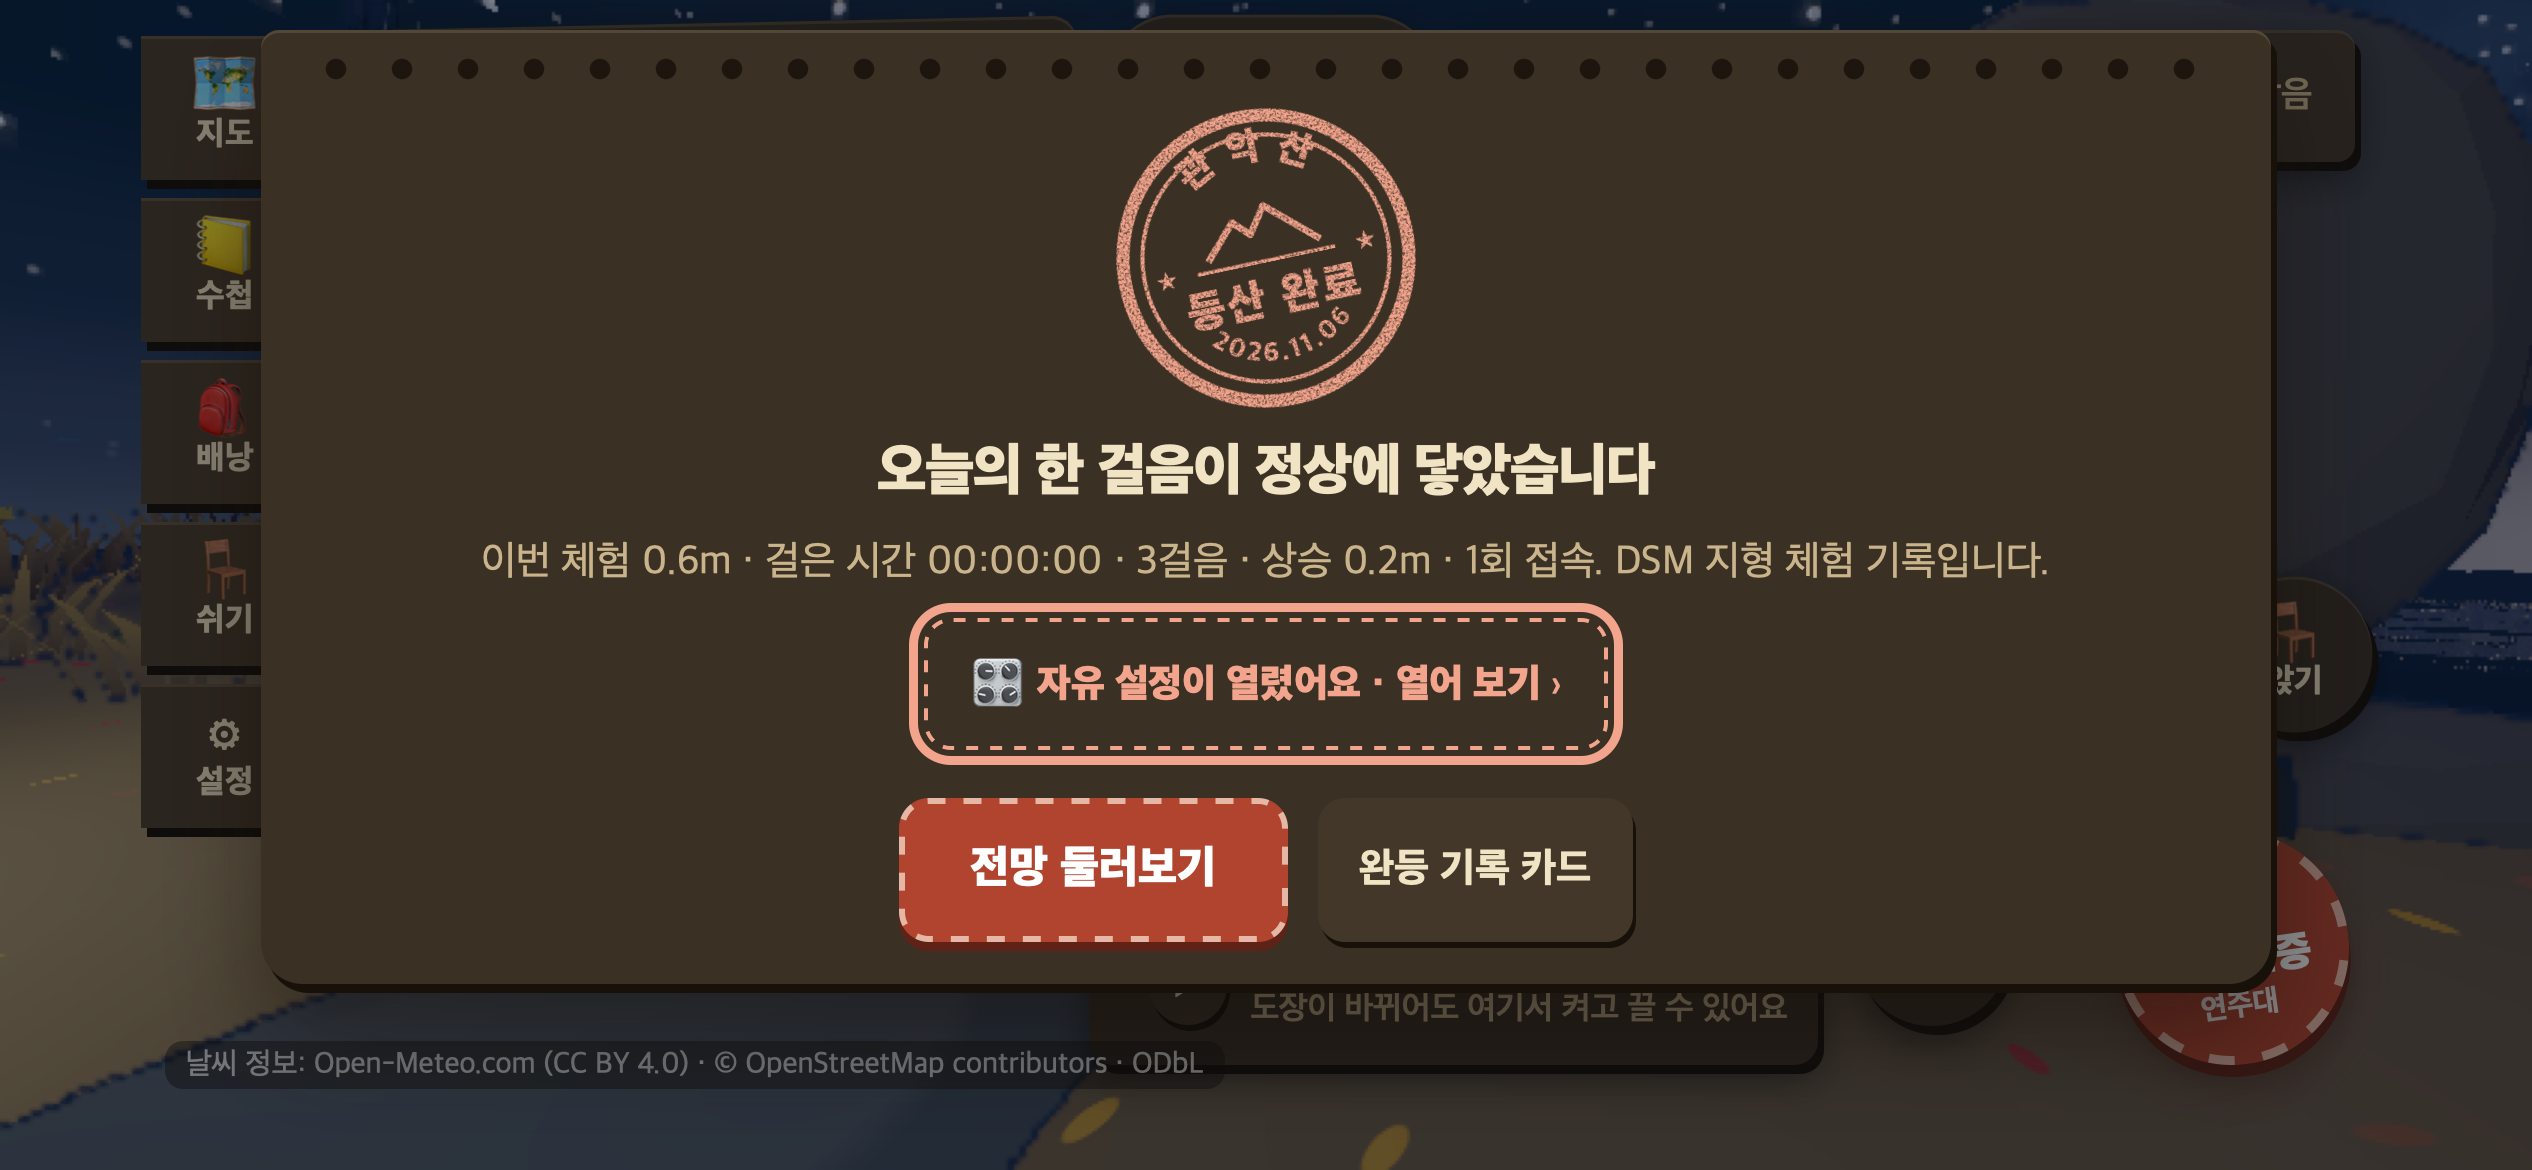 지도
수첩
배낭
쉬기
설정
관악산
등산 완료
2026.11.06
오늘의 한 걸음이 정상에 닿았습니다
이번 체험 0.6m · 걸은 시간 00:00:00 · 3걸음 · 상승 0.2m · 1회 접속. DSM 지형 체험 기록입니다.
자유 설정이 열렸어요 · 열어 보기 ›
전망 둘러보기
완등 기록 카드
연주대
도장이 바뀌어도 여기서 켜고 끌 수 있어요
날씨 정보: Open-Meteo.com (CC BY 4.0) · © OpenStreetMap contributors · ODbL